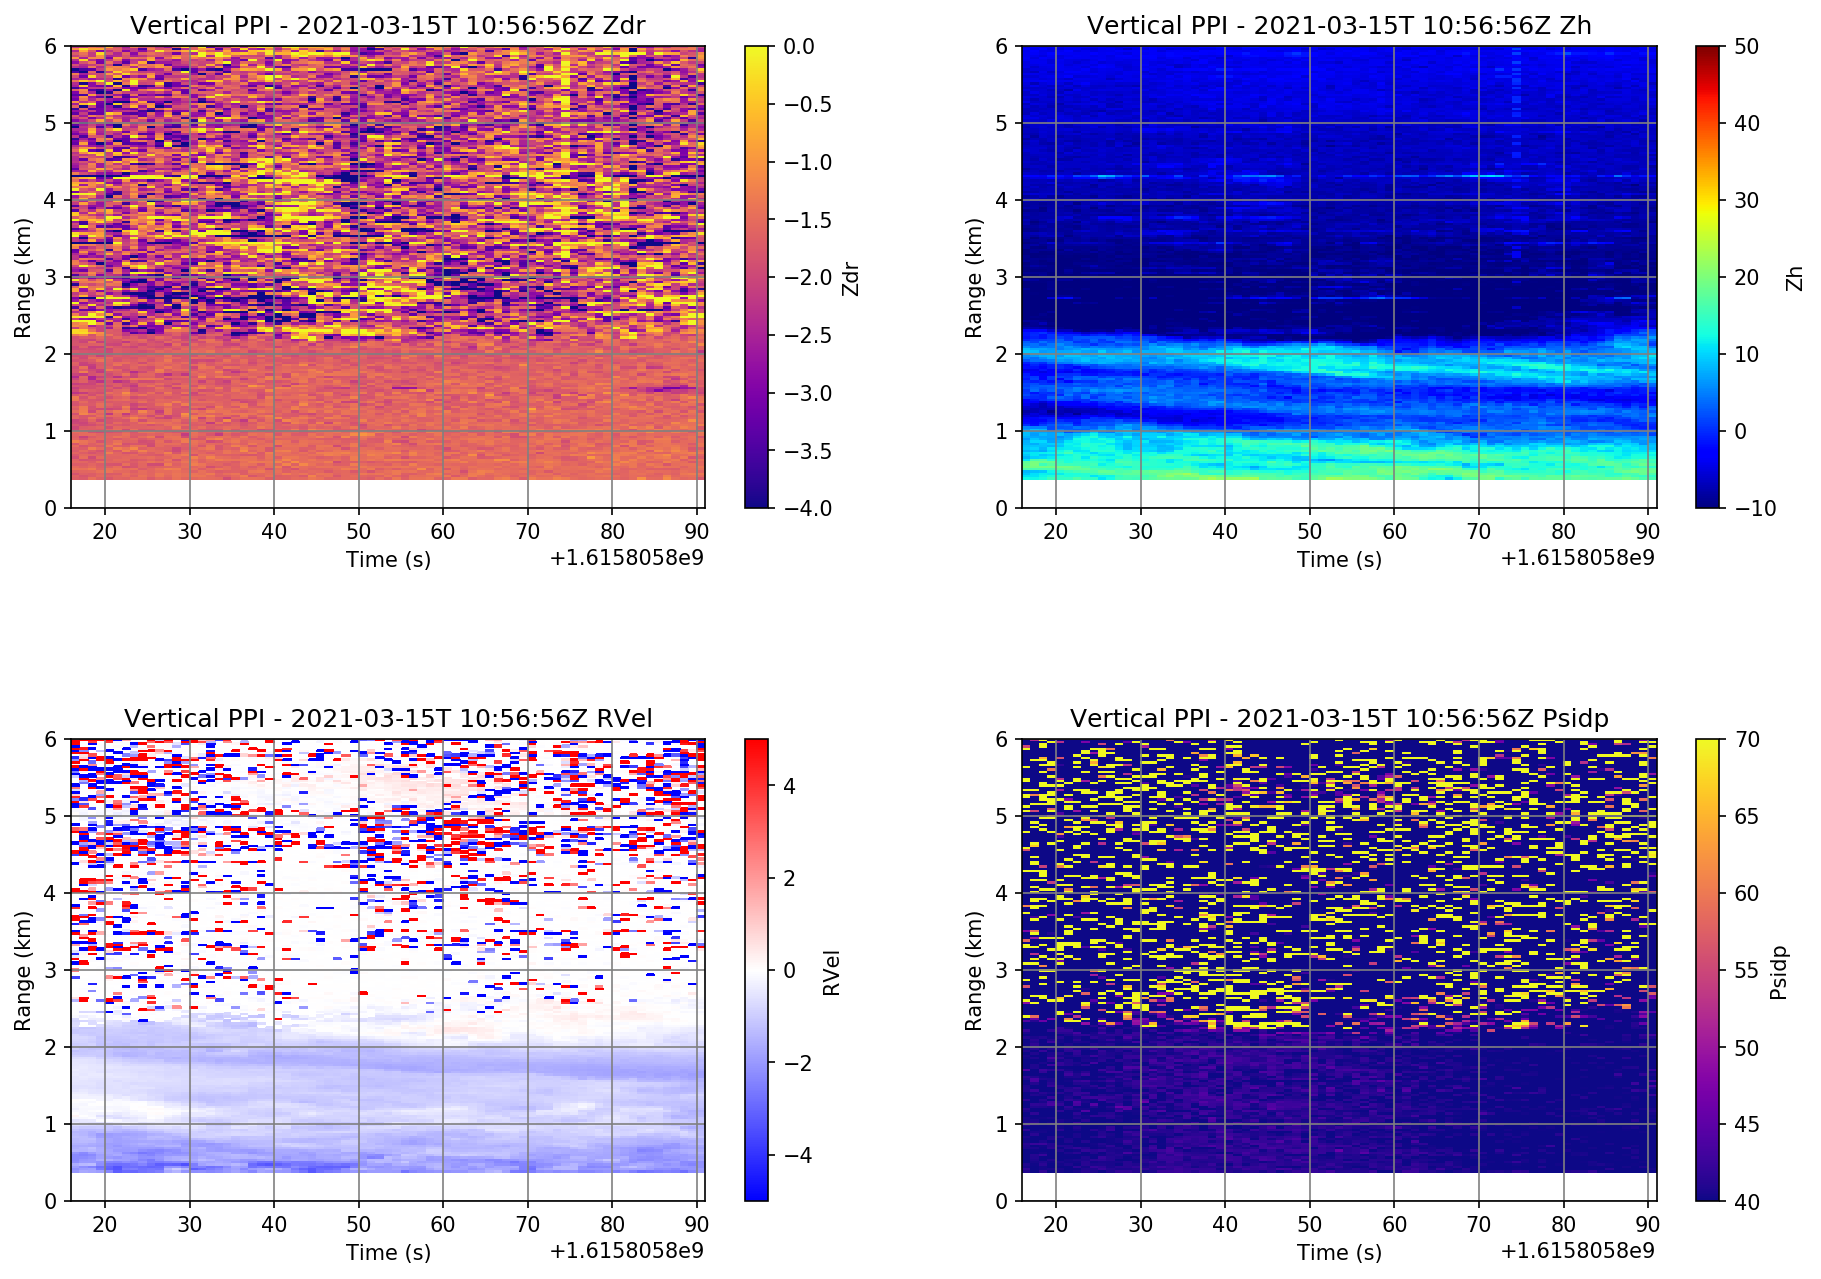 Vertical PPI - 2021-03-15T 10:56:56Z Zdr
6
5
4
3
2
1
0
Range (km)
20 30 40 50 60 70 80 90
Time (s)
+1.6158058e9
0.0
−0.5
−1.0
−1.5
−2.0
−2.5
−3.0
−3.5
−4.0
Zdr
Vertical PPI - 2021-03-15T 10:56:56Z Zh
6
5
4
3
2
1
0
Range (km)
20 30 40 50 60 70 80 90
Time (s)
+1.6158058e9
50
40
30
20
10
0
−10
Zh
Vertical PPI - 2021-03-15T 10:56:56Z RVel
6
5
4
3
2
1
0
Range (km)
20 30 40 50 60 70 80 90
Time (s)
+1.6158058e9
4
2
0
−2
−4
RVel
Vertical PPI - 2021-03-15T 10:56:56Z Psidp
6
5
4
3
2
1
0
Range (km)
20 30 40 50 60 70 80 90
Time (s)
+1.6158058e9
70
65
60
55
50
45
40
Psidp